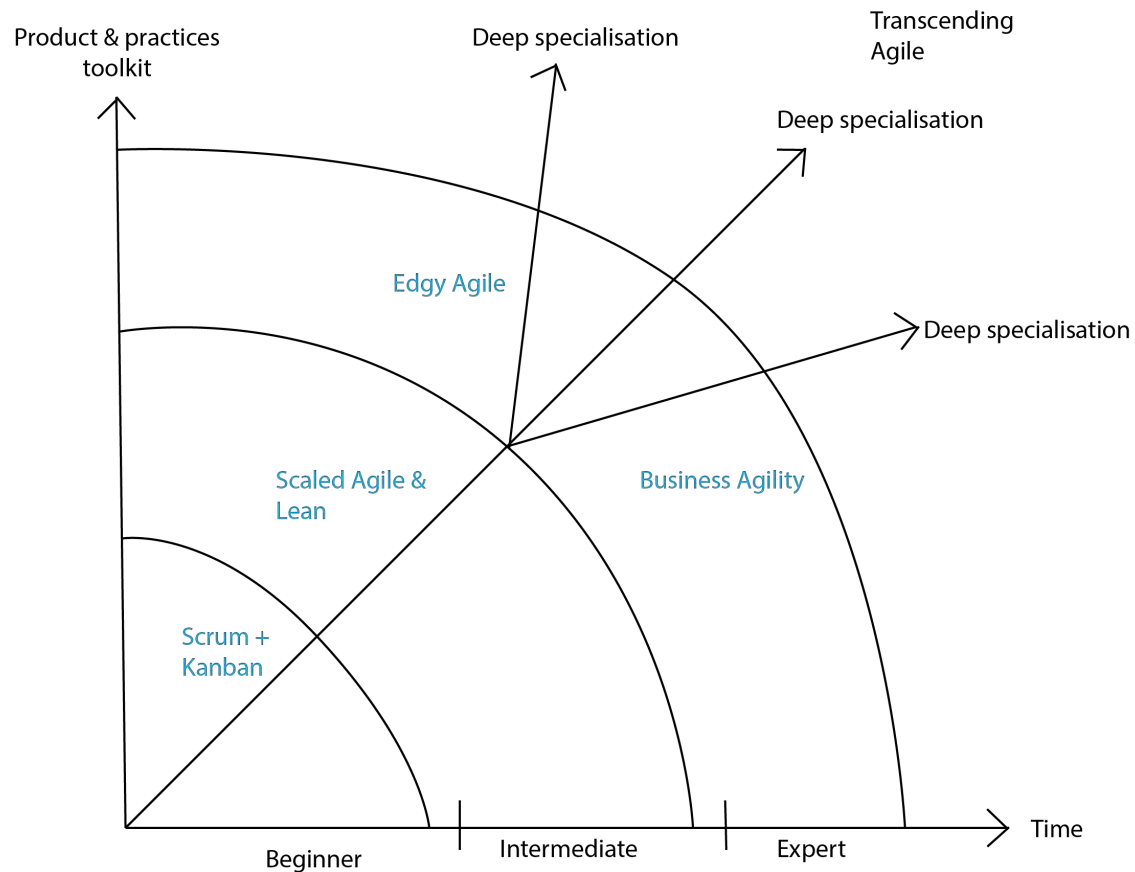 Transcending
Agile
Product & practices
toolkit
Deep specialisation
Deep specialisation
Edgy Agile
Deep specialisation
Scaled Agile &
Lean
Business Agility
Scrum +
Kanban
Time
Beginner
Intermediate
Expert